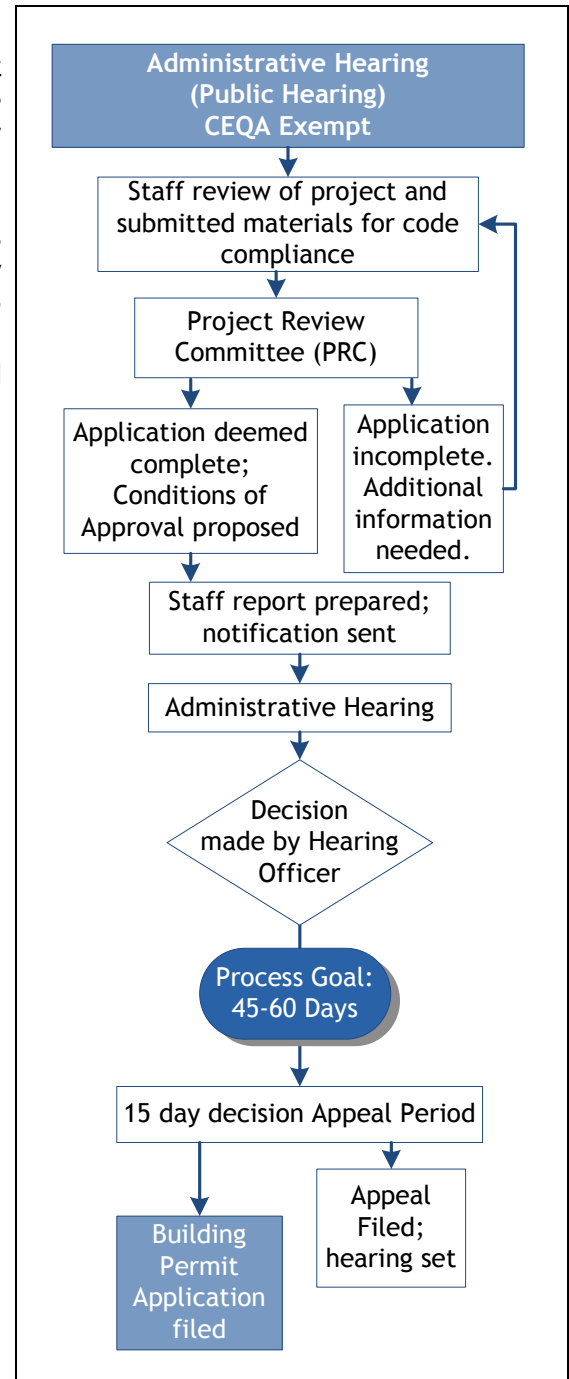 Administrative Hearing
(Public Hearing)
CEQA Exempt
Staff review of project and
submitted materials for code
compliance
Project Review
Committee (PRC)
Application deemed
complete;
Conditions of
Approval proposed
Application
incomplete.
Additional
information
needed.
Staff report prepared;
notification sent
Administrative Hearing
Decision
made by Hearing
Officer
Process Goal:
45-60 Days
15 day decision Appeal Period
Building
Permit
Application
filed
Appeal
Filed;
hearing set